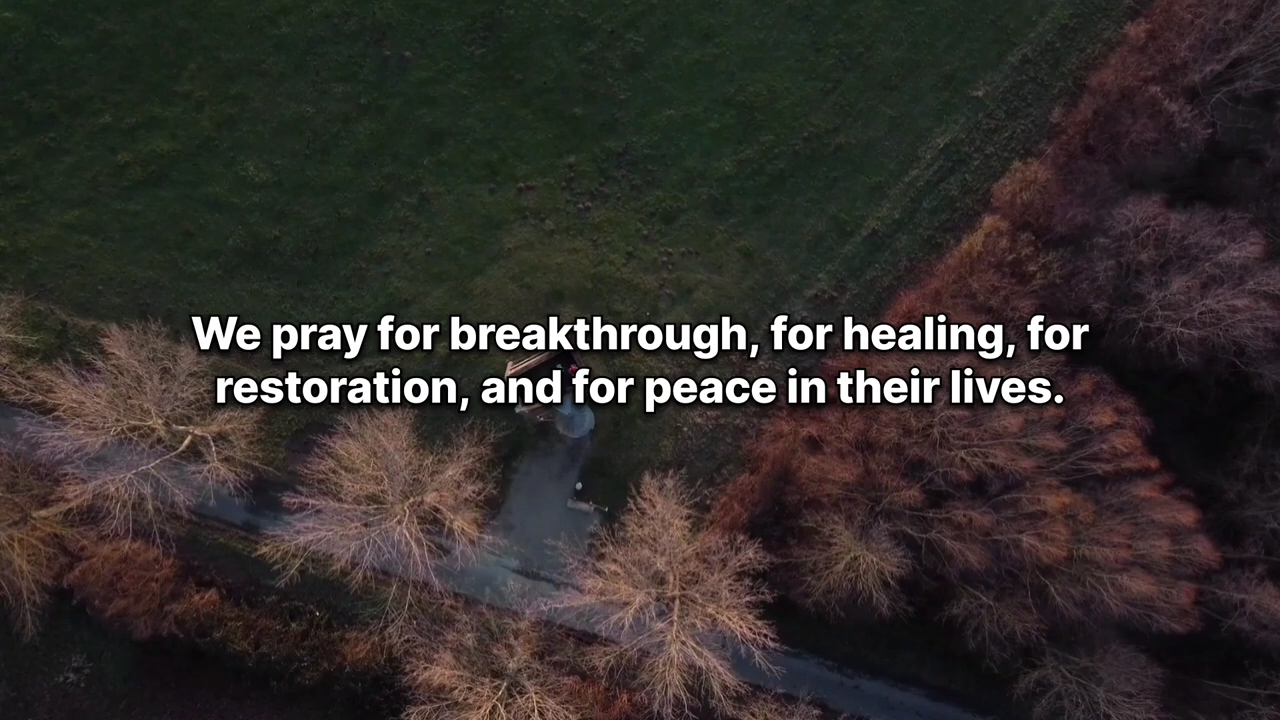 We pray for breakthrough, for healing, for
restoration, and for peace in their lives.